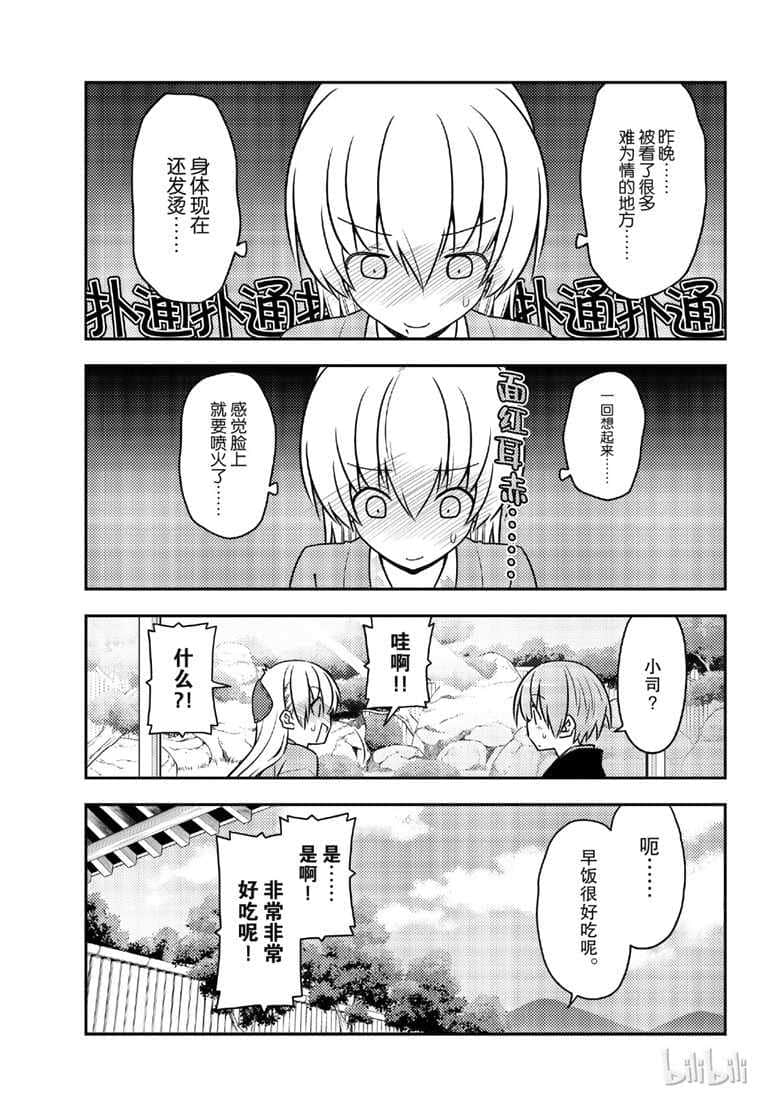 昨晚……
被看了很多
难为情的地方……
身体现在
还发烫……
扑通扑通扑通扑通
一回想起来……
面红耳赤……
感觉脸上
就要喷火了……
小司？
哇啊!!
什么?!
呃……
早饭很好吃呢。
是……
是啊！
非常非常
好吃呢！
bilibili